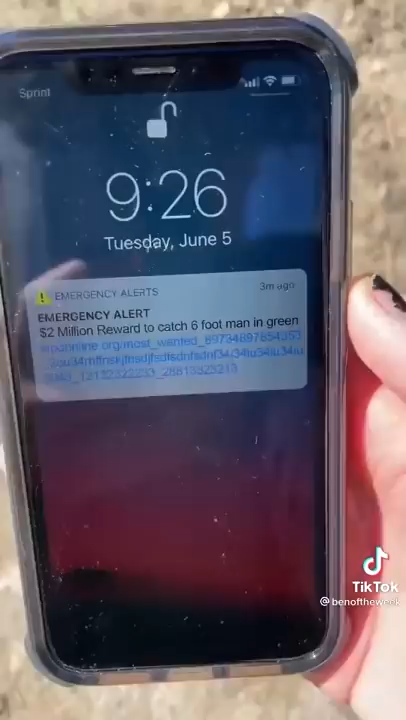 Sprint
9:26
Tuesday, June 5
EMERGENCY ALERTS
3m ago
EMERGENCY ALERT
$2 Million Reward to catch 6 foot man in green
TikTok
@benoftheweek